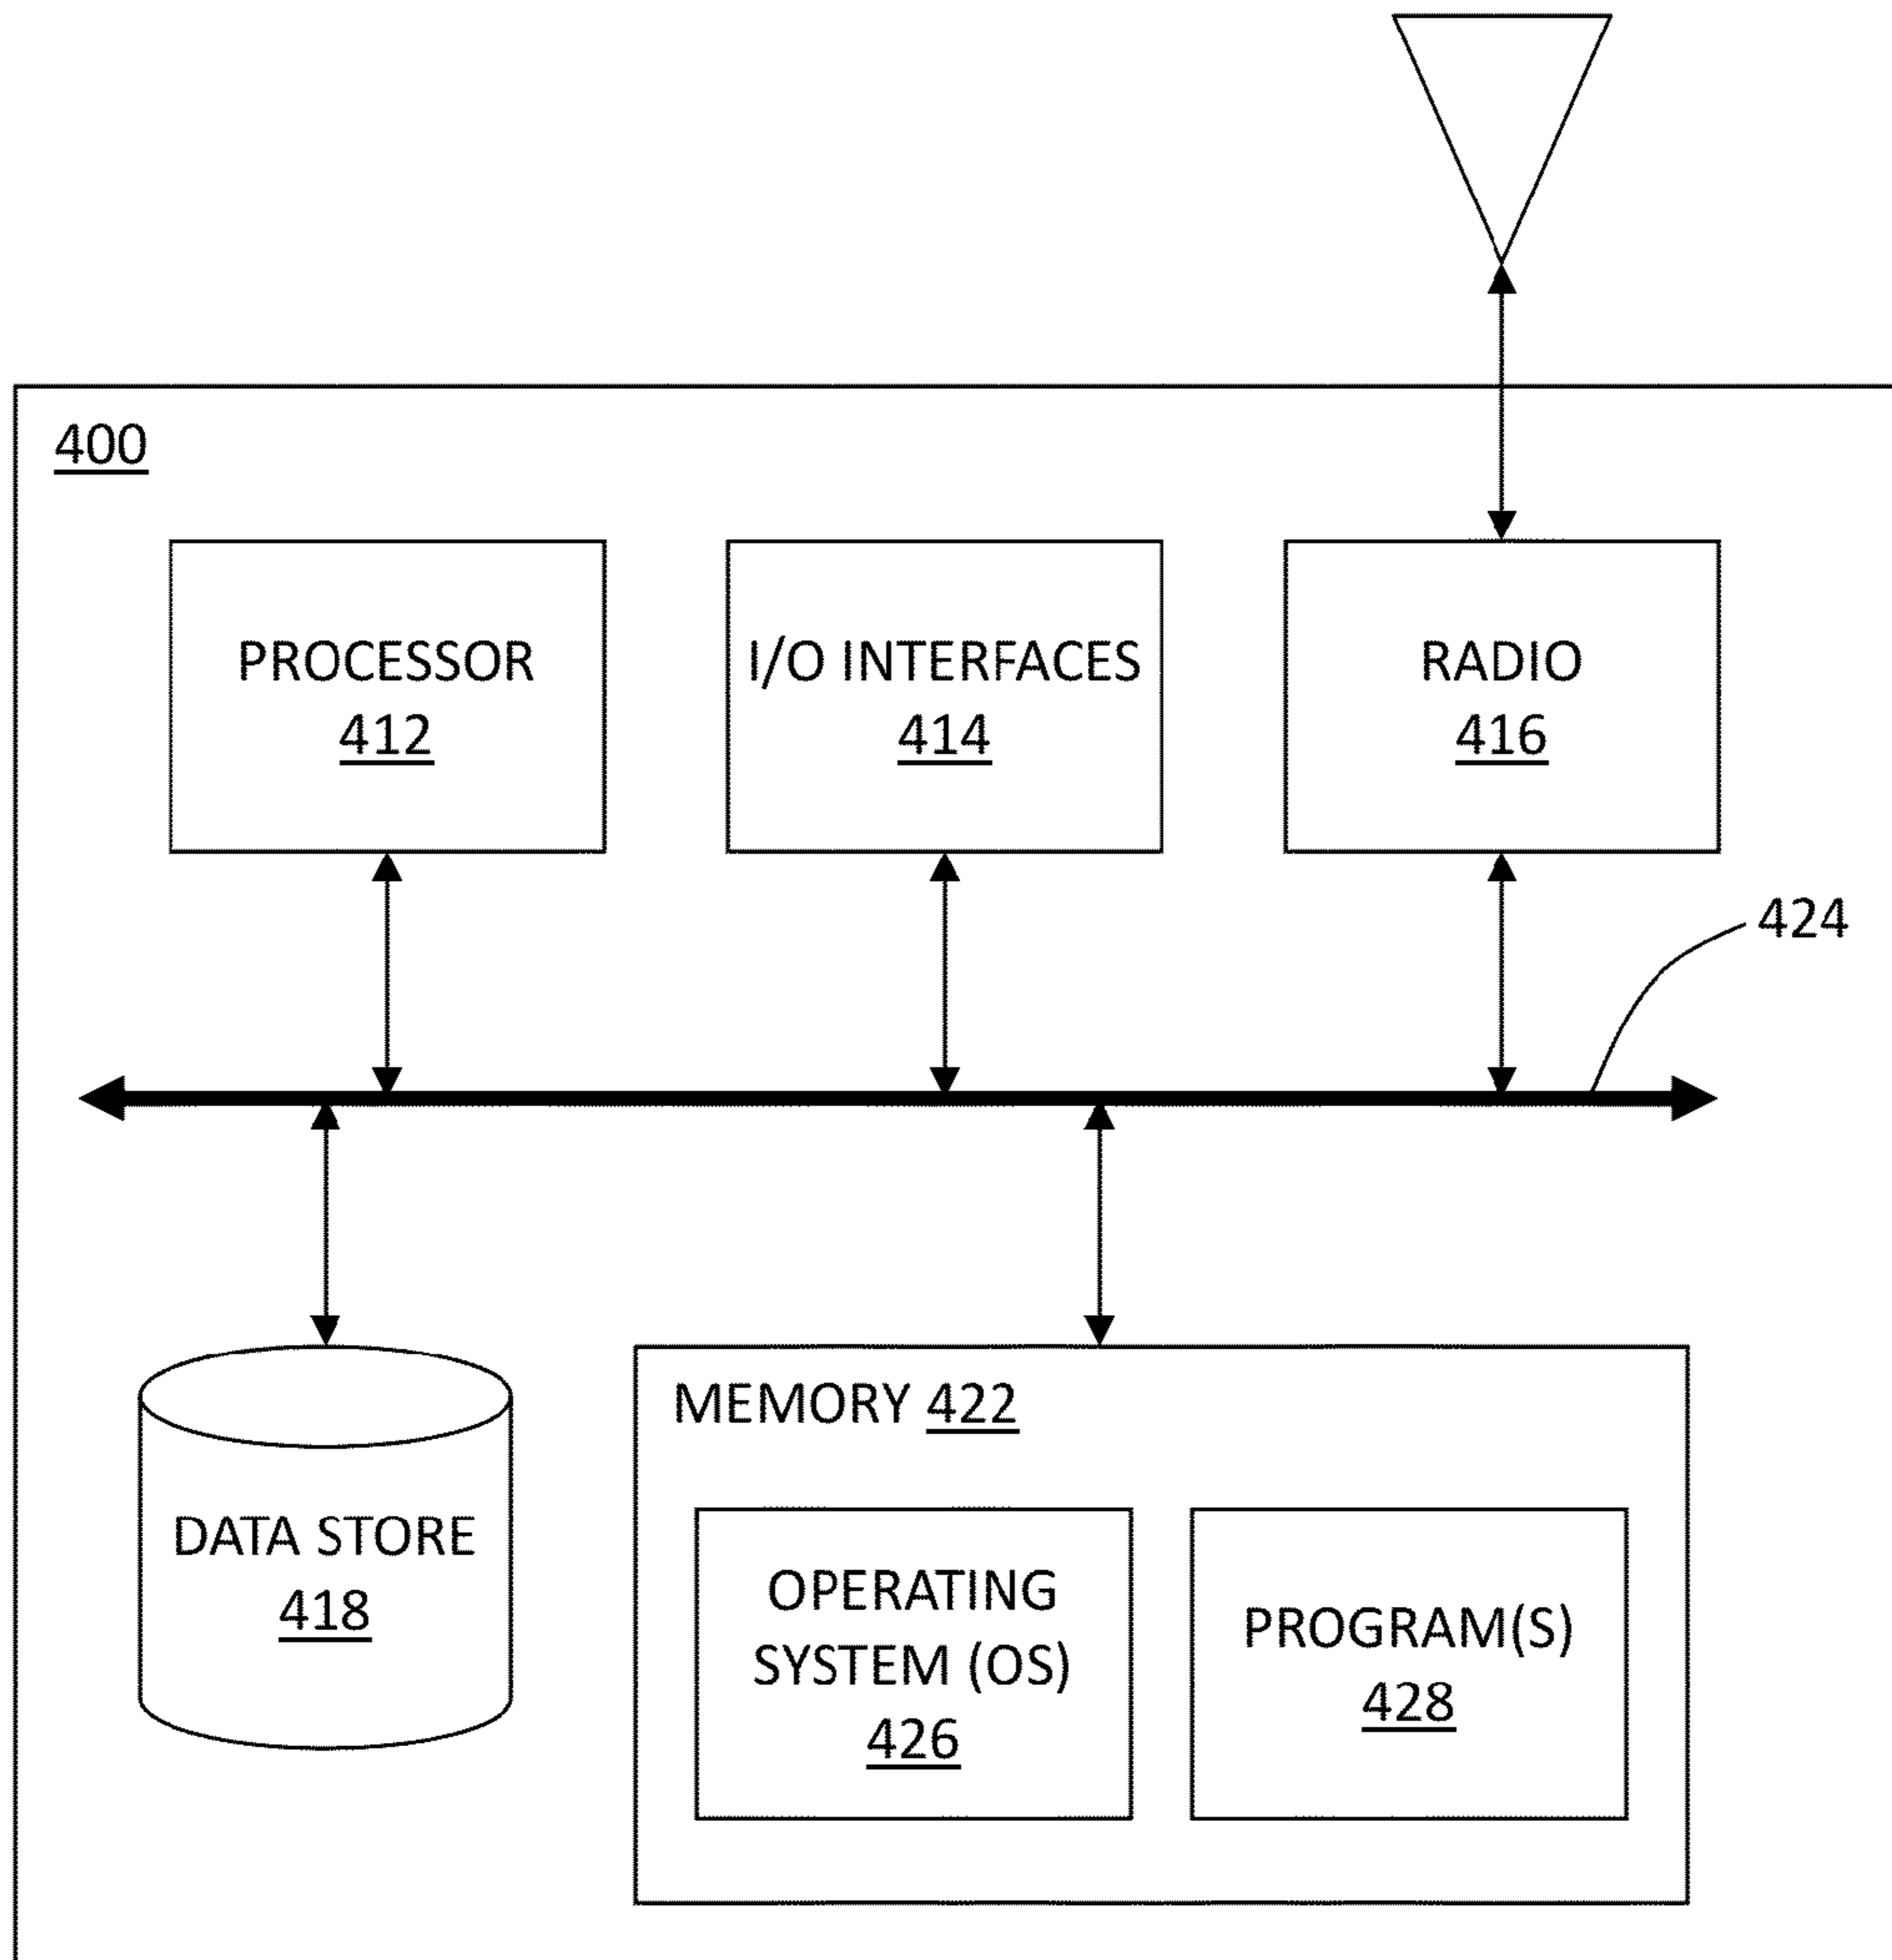 400
PROCESSOR
412
I/O INTERFACES
414
RADIO
416
424
DATA STORE
418
MEMORY 422
OPERATING
SYSTEM (OS)
426
PROGRAM(S)
428